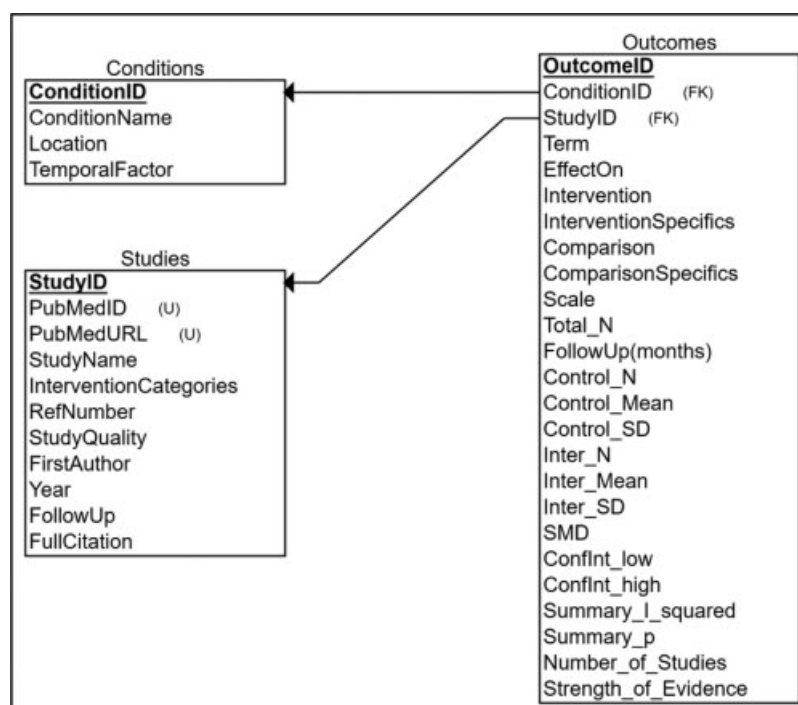 Conditions
ConditionID
ConditionName
Location
TemporalFactor
Studies
StudyID
PubMedID (U)
PubMedURL (U)
StudyName
InterventionCategories
RefNumber
StudyQuality
FirstAuthor
Year
FollowUp
FullCitation
Outcomes
OutcomeID
ConditionID (FK)
StudyID (FK)
Term
EffectOn
Intervention
InterventionSpecifics
Comparison
ComparisonSpecifics
Scale
Total_N
FollowUp(months)
Control_N
Control_Mean
Control_SD
Inter_N
Inter_Mean
Inter_SD
SMD
ConfInt_low
ConfInt_high
Summary_I_squared
Summary_p
Number_of_Studies
Strength_of_Evidence